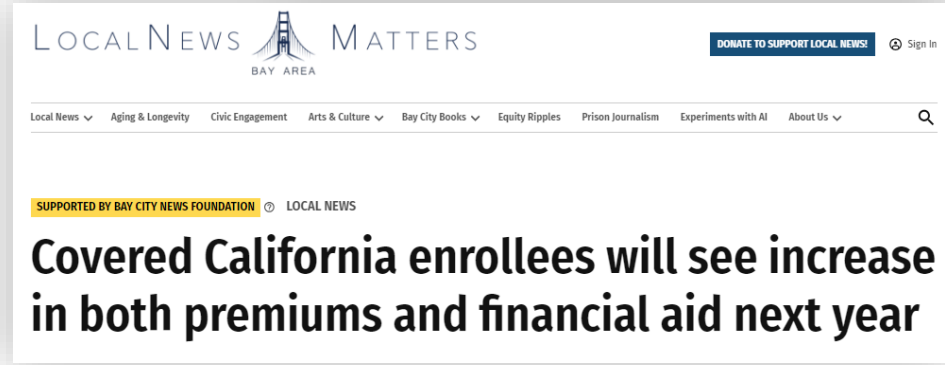 LOCAL NEWS MATTERS
BAY AREA
DONATE TO SUPPORT LOCAL NEWS! Sign In
Local News Aging & Longevity Civic Engagement Arts & Culture Bay City Books Equity Ripples Prison Journalism Experiments with AI About Us
SUPPORTED BY BAY CITY NEWS FOUNDATION LOCAL NEWS
Covered California enrollees will see increase
in both premiums and financial aid next year